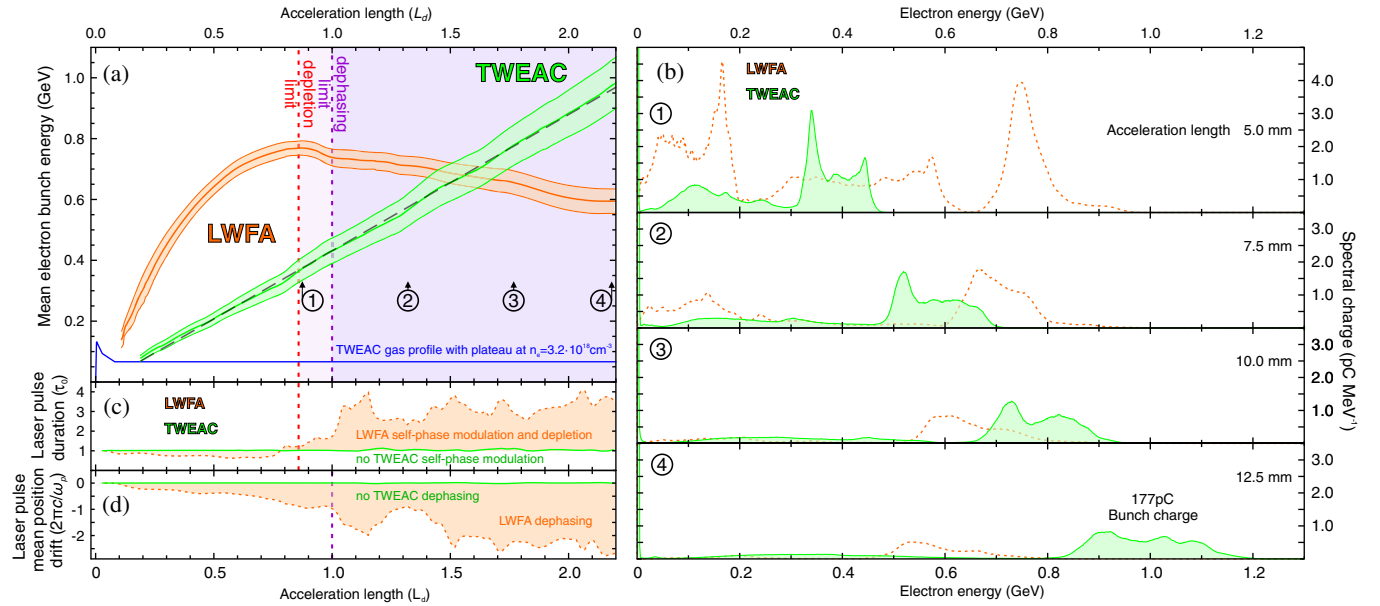 Acceleration length (L_d)
0.0 0.5 1.0 1.5 2.0
(a)
Mean electron bunch energy (GeV)
1.0
0.8
0.6
0.4
0.2
depletion
limit
dephasing
limit
TWEAC
LWFA
1 2 3 4
TWEAC gas profile with plateau at n_e=3.2·10^18cm^-3
(c)
Laser pulse
duration (τ_0)
4
3
2
1
LWFA
TWEAC
LWFA self-phase modulation and depletion
no TWEAC self-phase modulation
(d)
Laser pulse
mean position
drift (2πc/ω_p)
0
-1
-2
no TWEAC dephasing
LWFA dephasing
0 0.5 1.0 1.5 2.0
Acceleration length (L_d)
Electron energy (GeV)
0 0.2 0.4 0.6 0.8 1.0 1.2
(b)
LWFA
TWEAC
1
Acceleration length 5.0 mm
4.0
3.0
2.0
1.0
2
7.5 mm
3.0
2.0
1.0
3
10.0 mm
3.0
2.0
1.0
4
12.5 mm
3.0
2.0
1.0
177pC
Bunch charge
Spectral charge (pC MeV^-1)
0 0.2 0.4 0.6 0.8 1.0 1.2
Electron energy (GeV)